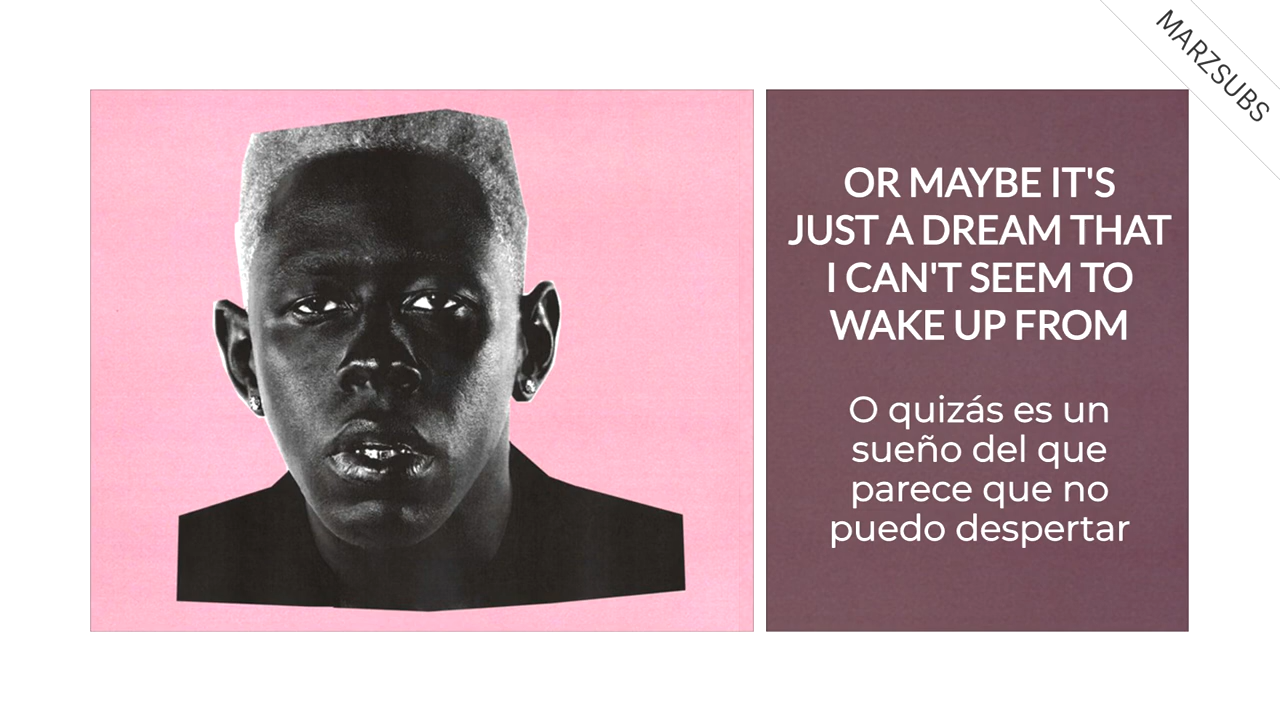 MARZSUBS
OR MAYBE IT'S
JUST A DREAM THAT
I CAN'T SEEM TO
WAKE UP FROM
O quizás es un
sueño del que
parece que no
puedo despertar